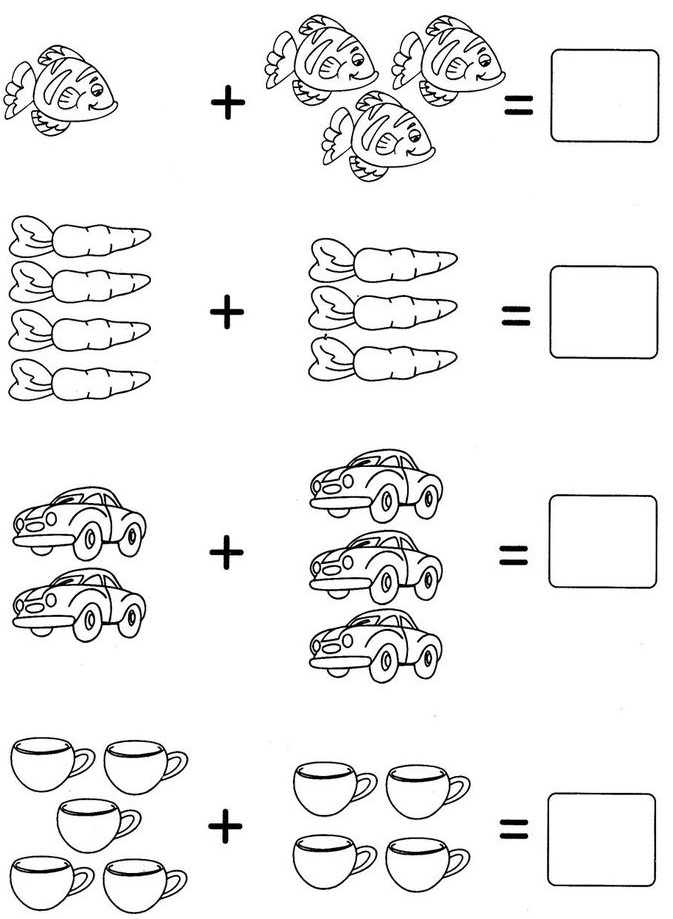 + =
+ =
+ =
+ =